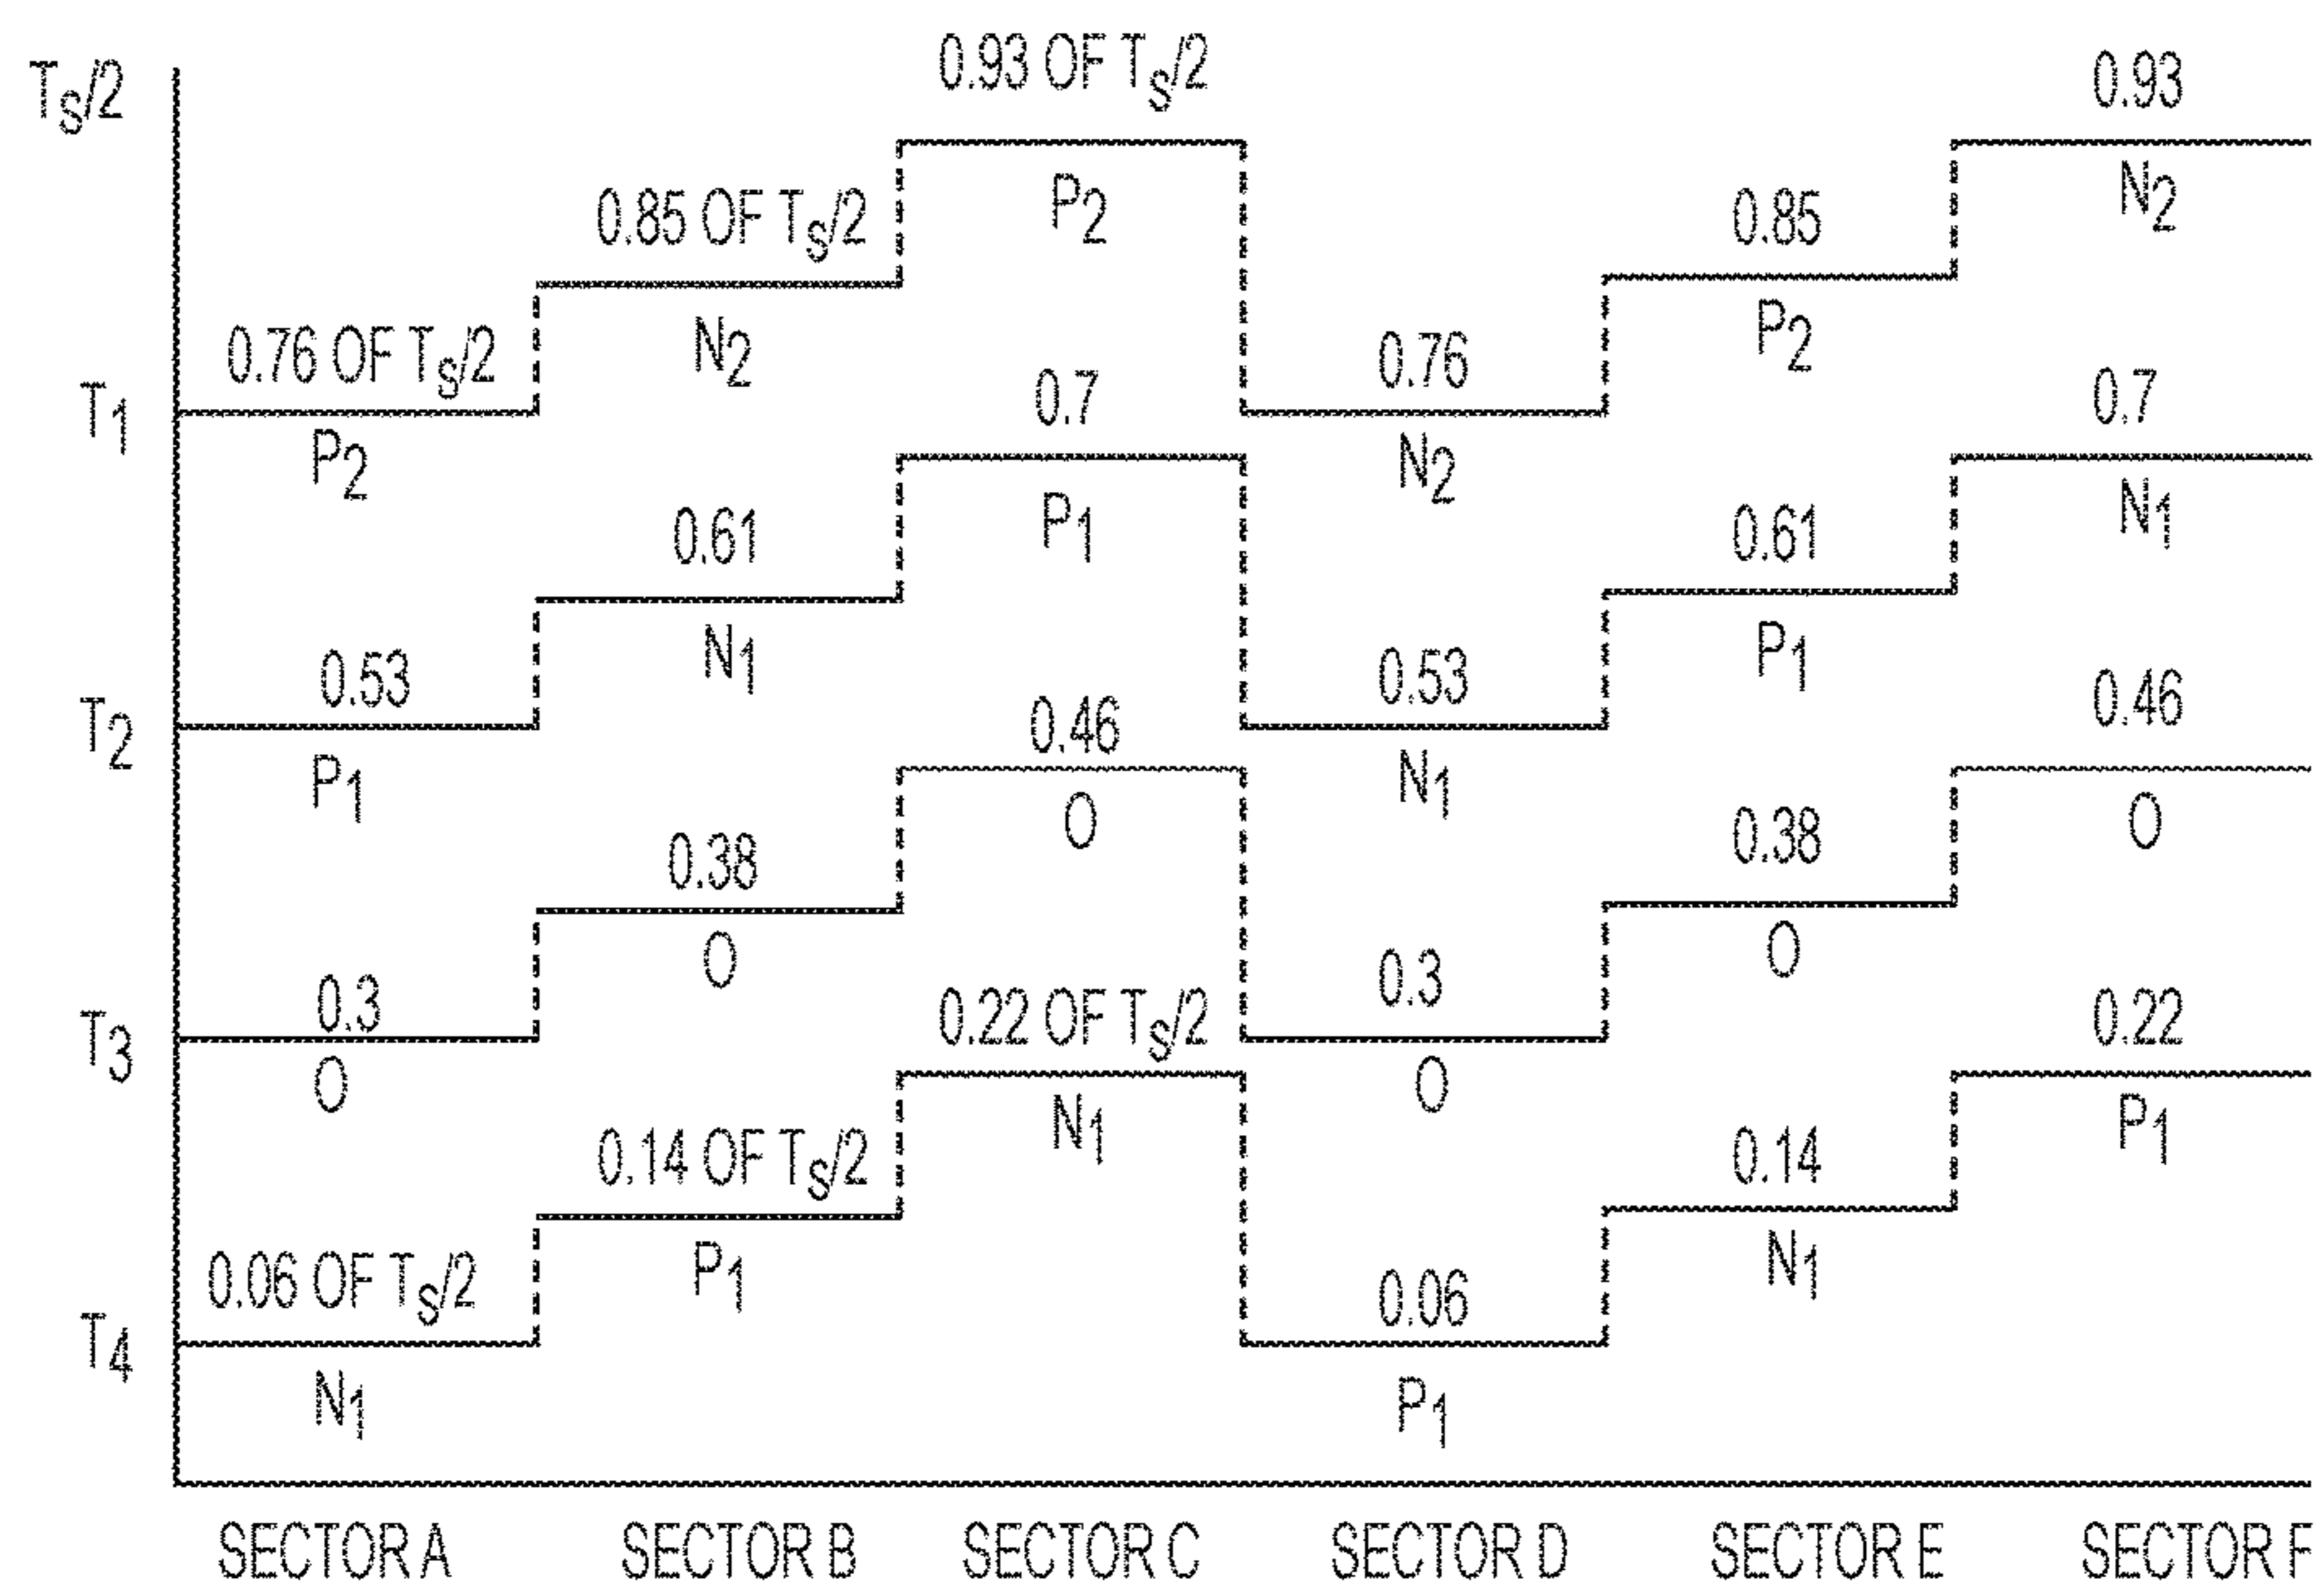 0.93 OF TS/2
0.93
TS/2
P2
N2
0.85 OF TS/2
0.85
N2
P2
0.76 OF TS/2
0.76
0.7
0.7
T1
P2
N2
P1
N1
0.61
0.61
N1
P1
0.53
0.53
0.46
0.46
T2
P1
N1
O
O
0.38
0.38
O
O
0.3
0.3
0.22 OF TS/2
0.22
T3
O
O
N1
P1
0.14 OF TS/2
0.14
P1
N1
0.06 OF TS/2
0.06
T4
N1
P1
SECTOR A SECTOR B SECTOR C SECTOR D SECTOR E SECTOR F